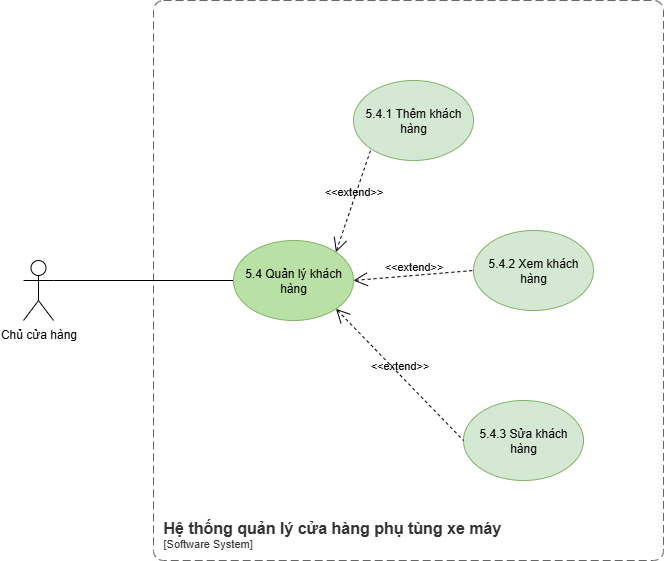 5.4.1 Thêm khách
hàng
<<extend>>
5.4 Quản lý khách
hàng
<<extend>>
5.4.2 Xem khách
hàng
Chủ cửa hàng
<<extend>>
5.4.3 Sửa khách
hàng
Hệ thống quản lý cửa hàng phụ tùng xe máy
[Software System]